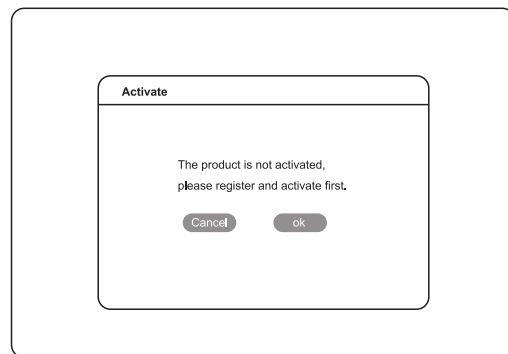 Activate
The product is not activated,
please register and activate first.
Cancel ok